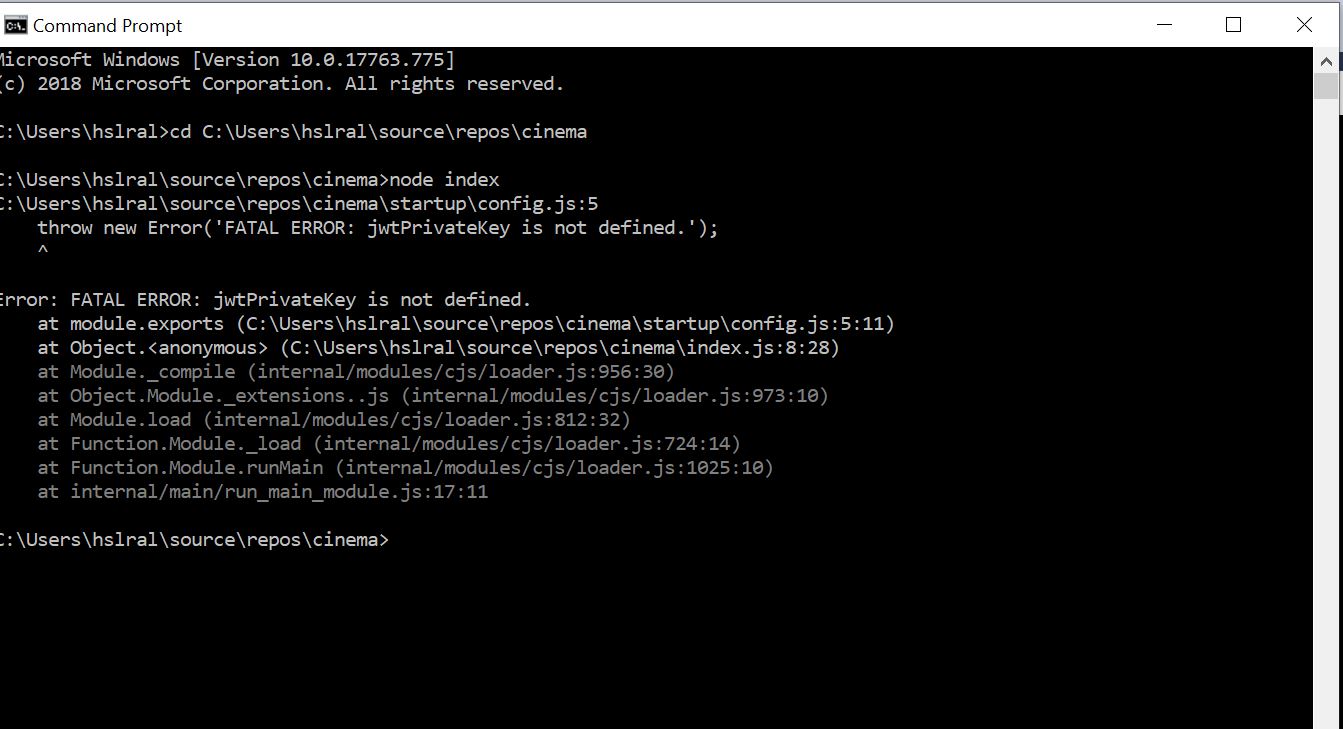 Command Prompt
Microsoft Windows [Version 10.0.17763.775]
(c) 2018 Microsoft Corporation. All rights reserved.
C:\Users\hslral>cd C:\Users\hslral\source\repos\cinema
C:\Users\hslral\source\repos\cinema>node index
C:\Users\hslral\source\repos\cinema\startup\config.js:5
    throw new Error('FATAL ERROR: jwtPrivateKey is not defined.');
    ^
Error: FATAL ERROR: jwtPrivateKey is not defined.
    at module.exports (C:\Users\hslral\source\repos\cinema\startup\config.js:5:11)
    at Object.<anonymous> (C:\Users\hslral\source\repos\cinema\index.js:8:28)
    at Module._compile (internal/modules/cjs/loader.js:956:30)
    at Object.Module._extensions..js (internal/modules/cjs/loader.js:973:10)
    at Module.load (internal/modules/cjs/loader.js:812:32)
    at Function.Module._load (internal/modules/cjs/loader.js:724:14)
    at Function.Module.runMain (internal/modules/cjs/loader.js:1025:10)
    at internal/main/run_main_module.js:17:11
C:\Users\hslral\source\repos\cinema>